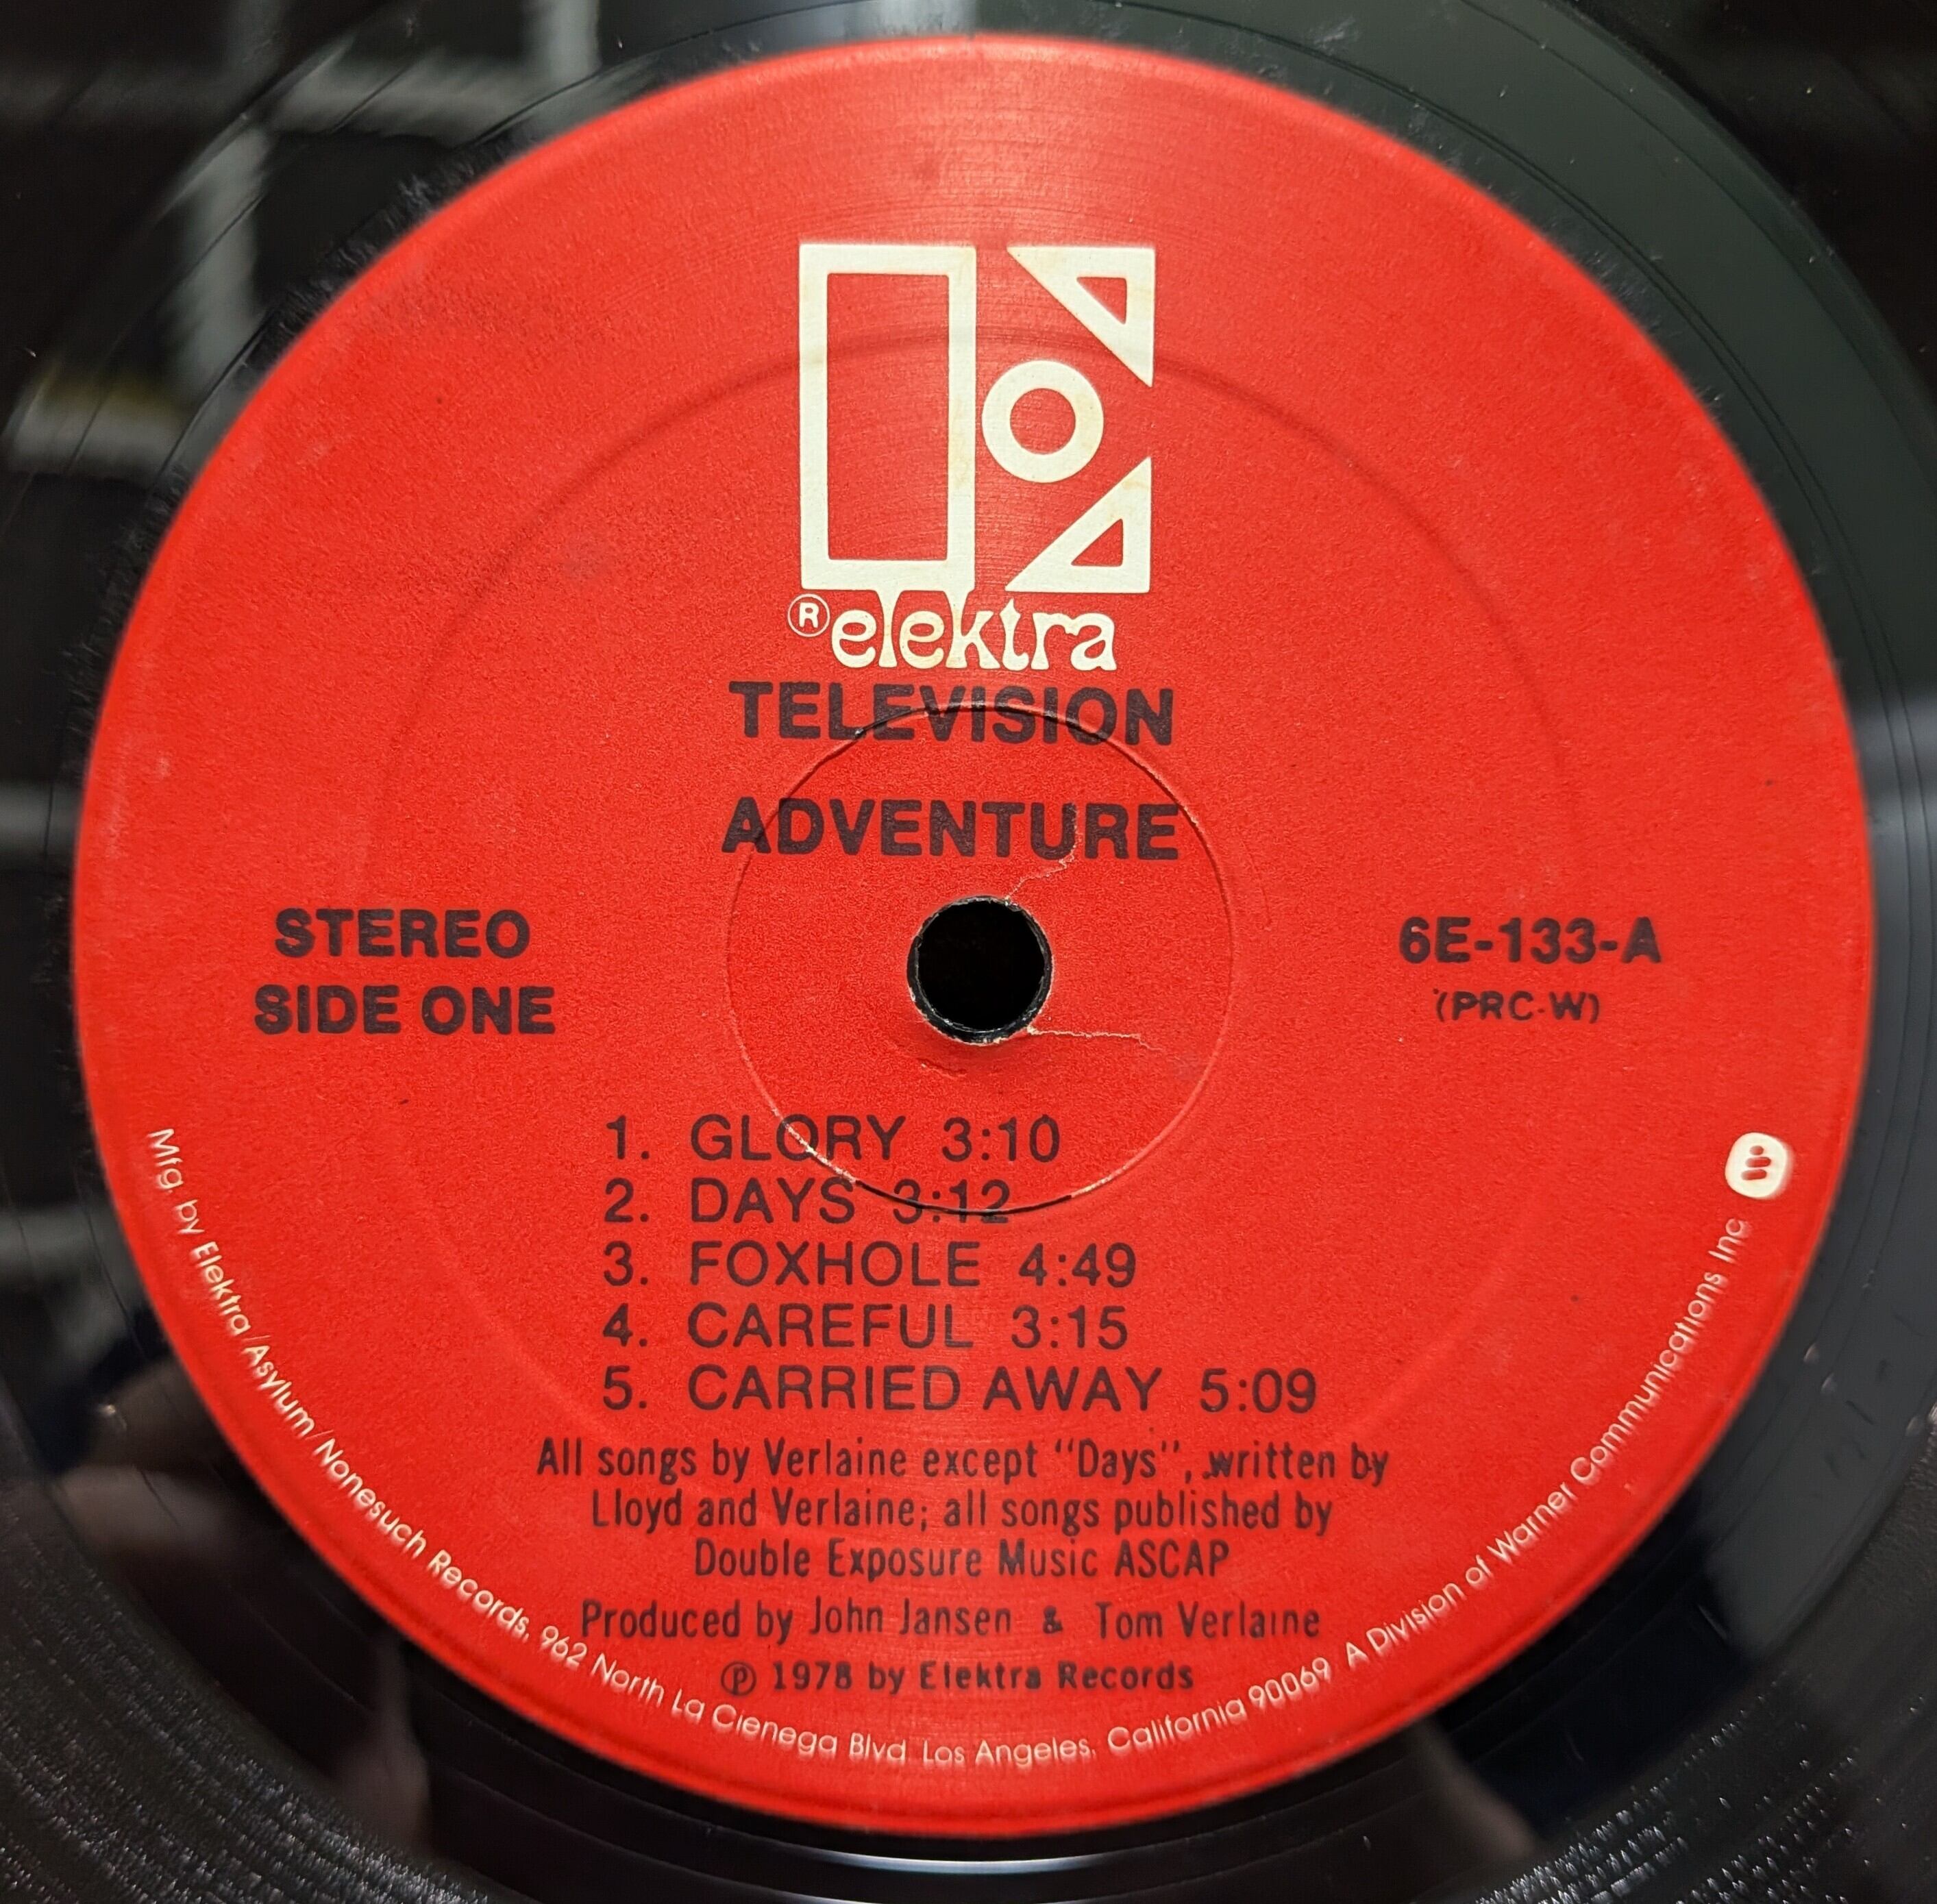 ® elektra
TELEVISION
ADVENTURE
STEREO
SIDE ONE
6E-133-A
(PRC-W)
1. GLORY 3:10
2. DAYS 3:12
3. FOXHOLE 4:49
4. CAREFUL 3:15
5. CARRIED AWAY 5:09
All songs by Verlaine except "Days", written by
Lloyd and Verlaine; all songs published by
Double Exposure Music ASCAP
Produced by John Jansen & Tom Verlaine
℗ 1978 by Elektra Records
Mfg. by Elektra/Asylum/Nonesuch Records, 962 North La Cienega Blvd. Los Angeles, California 90069 A Division of Warner Communications Inc.